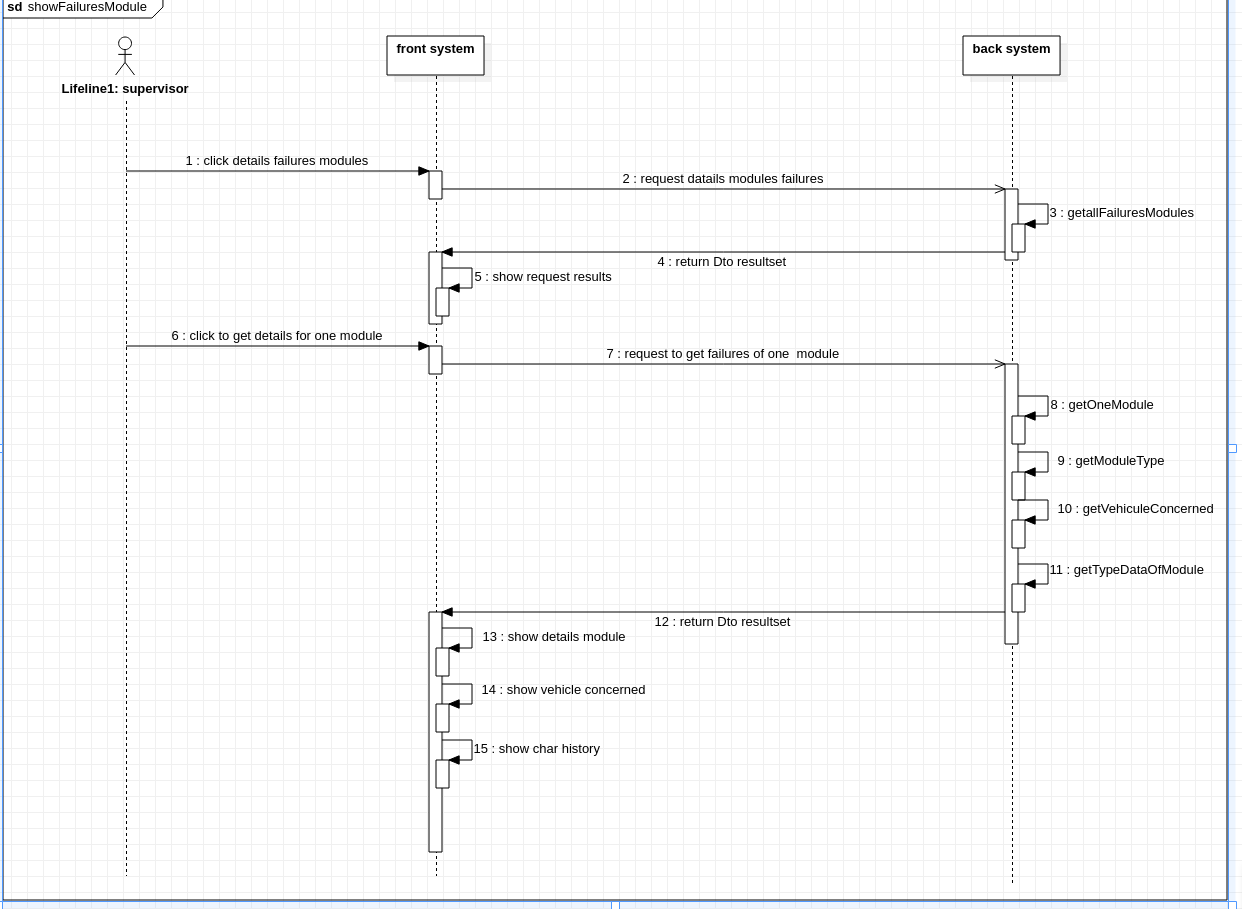 sd showFailuresModule
front system
back system
Lifeline1: supervisor
1 : click details failures modules
2 : request datails modules failures
3 : getallFailuresModules
4 : return Dto resultset
5 : show request results
6 : click to get details for one module
7 : request to get failures of one  module
8 : getOneModule
9 : getModuleType
10 : getVehiculeConcerned
11 : getTypeDataOfModule
12 : return Dto resultset
13 : show details module
14 : show vehicle concerned
15 : show char history